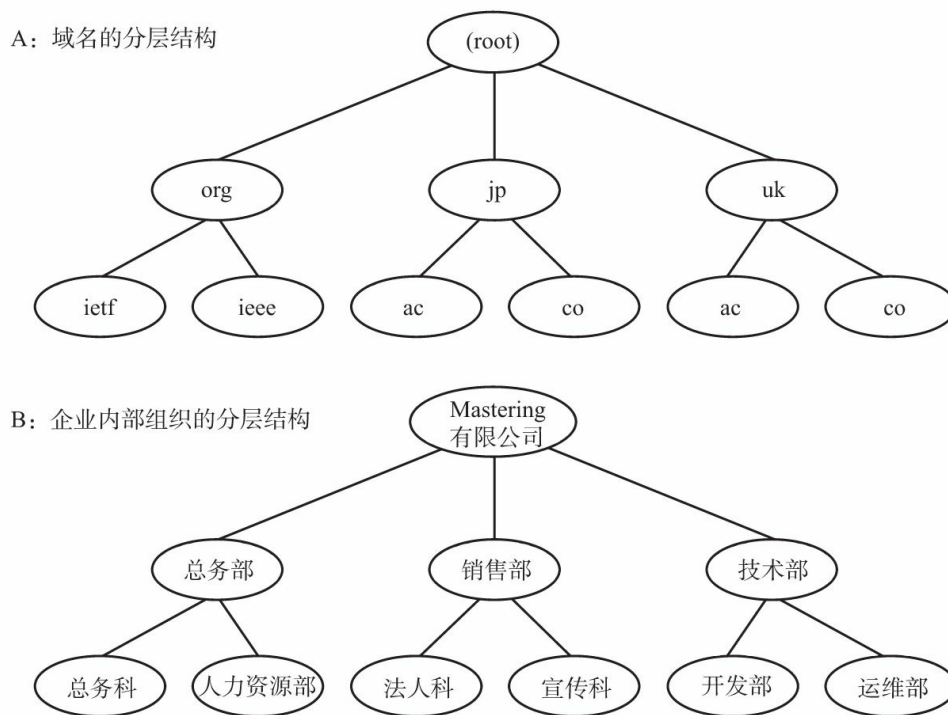 A：域名的分层结构
(root)
org
jp
uk
ietf
ieee
ac
co
ac
co
B：企业内部组织的分层结构
Mastering
有限公司
总务部
销售部
技术部
总务科
人力资源部
法人科
宣传科
开发部
运维部